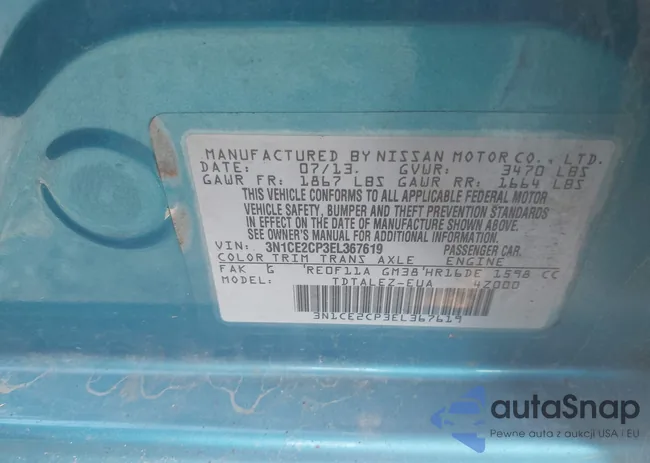 MANUFACTURED BY NISSAN MOTOR CO., LTD.
DATE: 07/13. GVWR: 3470 LBS
GAWR FR: 1867 LBS GAWR RR: 1664 LBS
THIS VEHICLE CONFORMS TO ALL APPLICABLE FEDERAL MOTOR
VEHICLE SAFETY, BUMPER AND THEFT PREVENTION STANDARDS
IN EFFECT ON THE DATE OF MANUFACTURE SHOWN ABOVE.
SEE OWNER'S MANUAL FOR ADDITIONAL INFORMATION.
VIN: 3N1CE2CP3EL367619 PASSENGER CAR.
COLOR TRIM TRANS AXLE ENGINE
FAK G RE0F11A GM38 HR16DE 1598 CC
MODEL: TDTALEZ-EUA 4Z000
3N1CE2CP3EL367619
autaSnap
Pewne auta z aukcji USA i EU